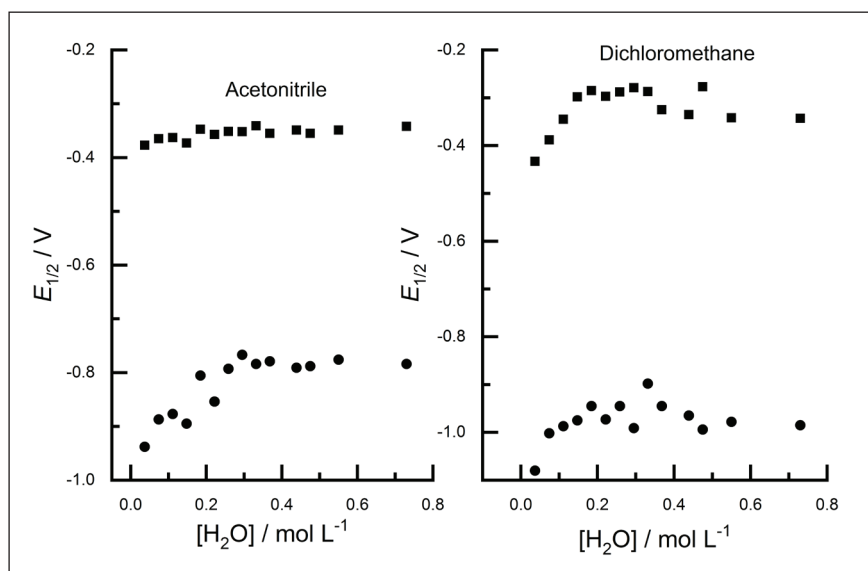 Acetonitrile
-0.2
-0.4
-0.6
-0.8
-1.0
E1/2 / V
0.0 0.2 0.4 0.6 0.8
[H2O] / mol L-1
Dichloromethane
-0.2
-0.4
-0.6
-0.8
-1.0
E1/2 / V
0.0 0.2 0.4 0.6 0.8
[H2O] / mol L-1